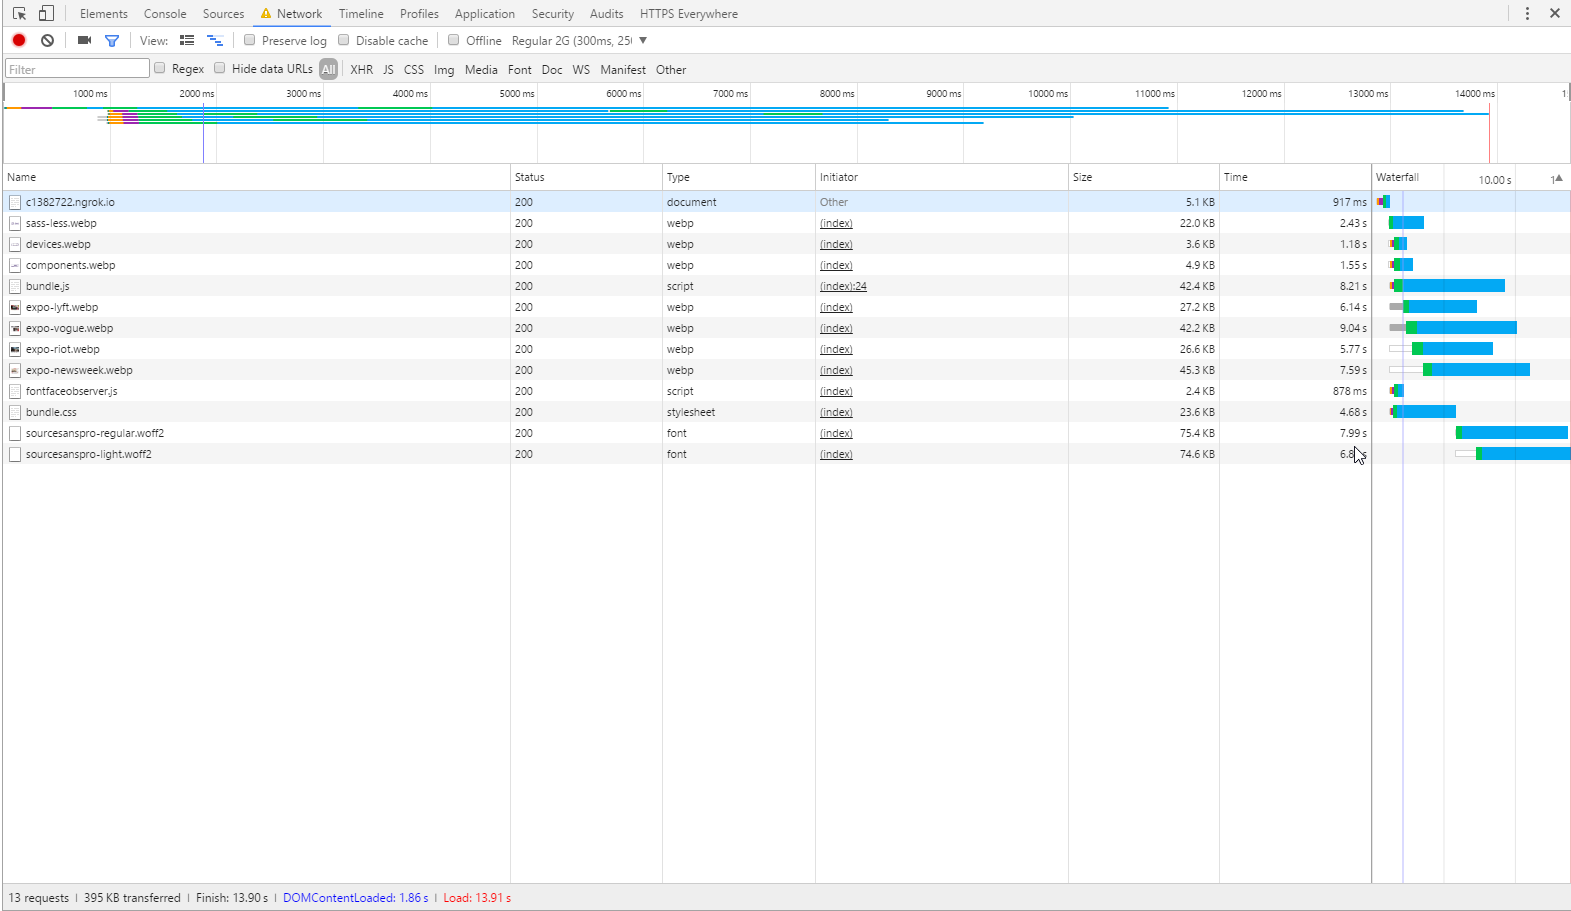 Elements Console Sources Network Timeline Profiles Application Security Audits HTTPS Everywhere
View: Preserve log Disable cache Offline Regular 2G (300ms, 25
Filter Regex Hide data URLs All XHR JS CSS Img Media Font Doc WS Manifest Other
1000 ms 2000 ms 3000 ms 4000 ms 5000 ms 6000 ms 7000 ms 8000 ms 9000 ms 10000 ms 11000 ms 12000 ms 13000 ms 14000 ms 1
Name Status Type Initiator Size Time Waterfall 10.00 s 1
c1382722.ngrok.io 200 document Other 5.1 KB 917 ms
sass-less.webp 200 webp (index) 22.0 KB 2.43 s
devices.webp 200 webp (index) 3.6 KB 1.18 s
components.webp 200 webp (index) 4.9 KB 1.55 s
bundle.js 200 script (index):24 42.4 KB 8.21 s
expo-lyft.webp 200 webp (index) 27.2 KB 6.14 s
expo-vogue.webp 200 webp (index) 42.2 KB 9.04 s
expo-riot.webp 200 webp (index) 26.6 KB 5.77 s
expo-newsweek.webp 200 webp (index) 45.3 KB 7.59 s
fontfaceobserver.js 200 script (index) 2.4 KB 878 ms
bundle.css 200 stylesheet (index) 23.6 KB 4.68 s
sourcesanspro-regular.woff2 200 font (index) 75.4 KB 7.99 s
sourcesanspro-light.woff2 200 font (index) 74.6 KB
13 requests | 395 KB transferred | Finish: 13.90 s | DOMContentLoaded: 1.86 s | Load: 13.91 s